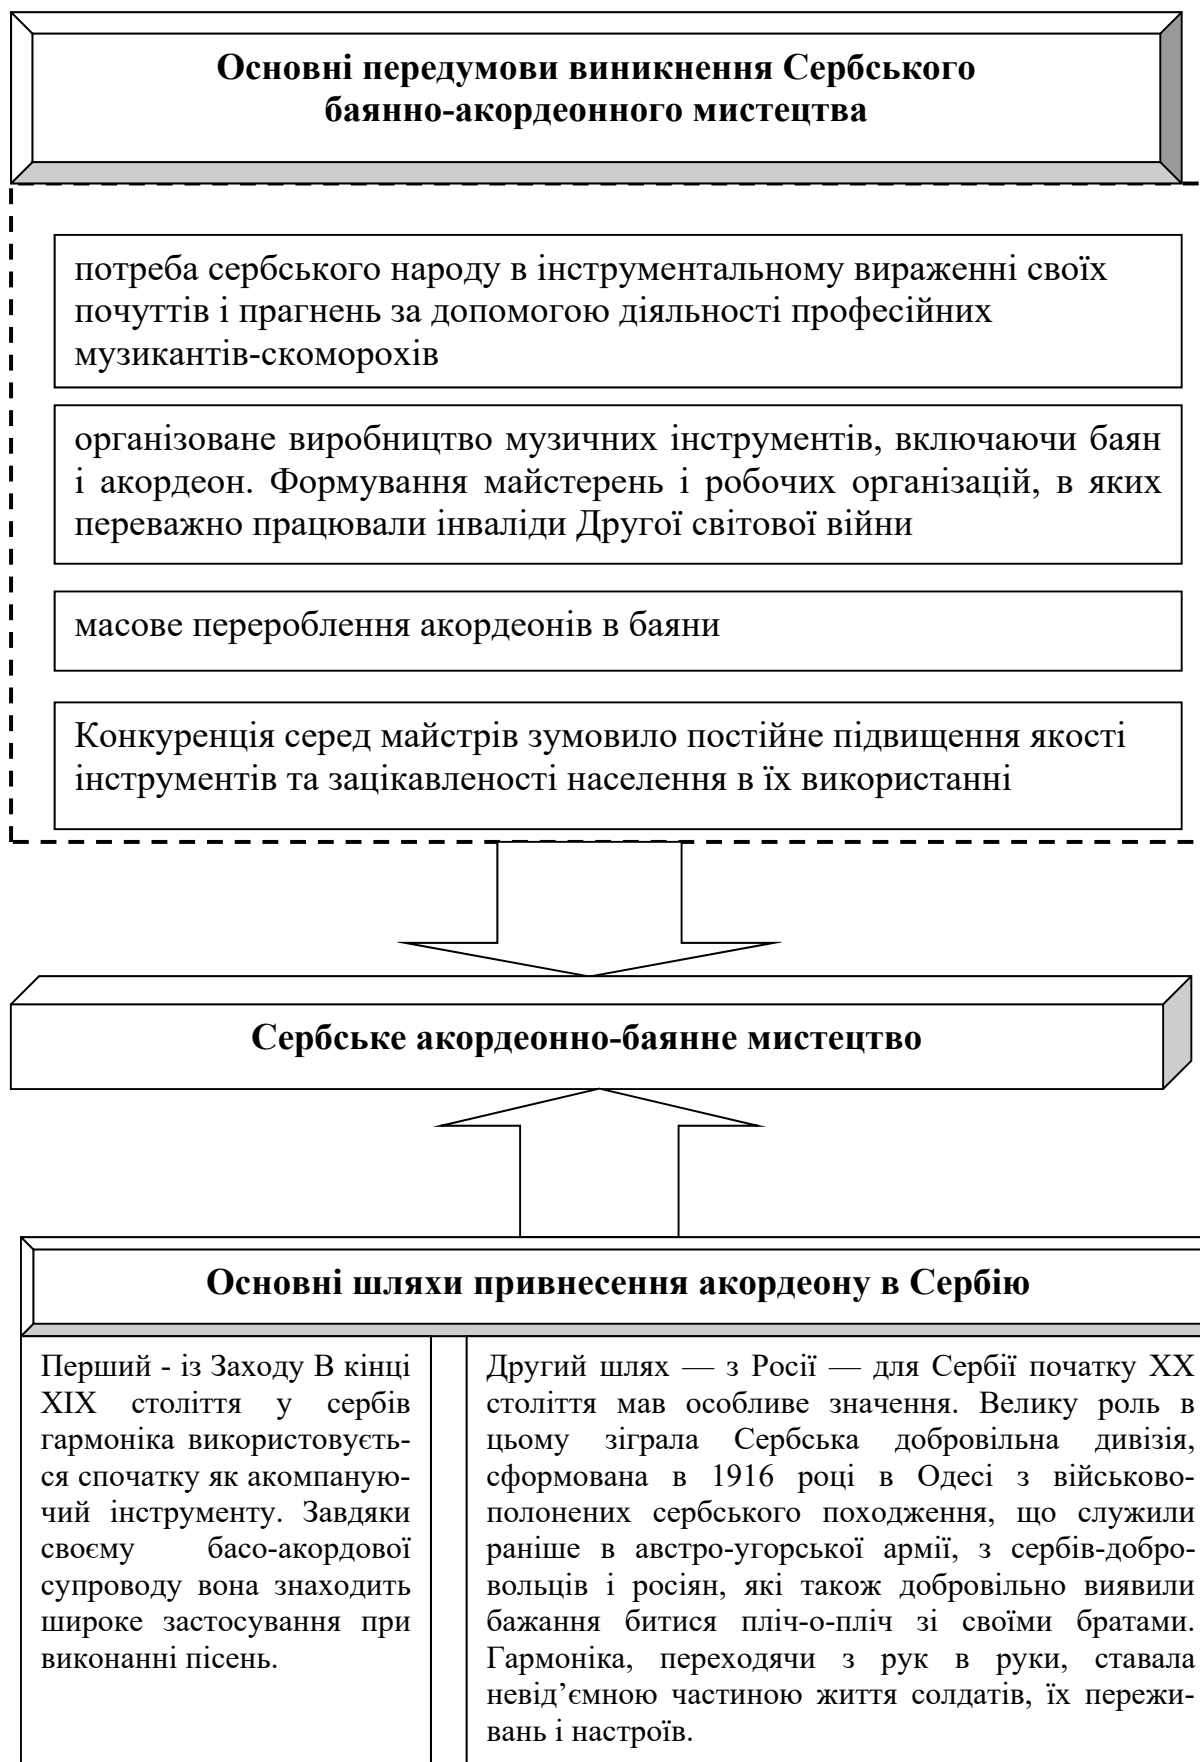 Основні передумови виникнення Сербського
баянно-акордеонного мистецтва
потреба сербського народу в інструментальному вираженні своїх
почуттів і прагнень за допомогою діяльності професійних
музикантів-скоморохів
організоване виробництво музичних інструментів, включаючи баян
і акордеон. Формування майстерень і робочих організацій, в яких
переважно працювали інваліди Другої світової війни
масове перероблення акордеонів в баяни
Конкуренція серед майстрів зумовило постійне підвищення якості
інструментів та зацікавленості населення в їх використанні
Сербське акордеонно-баянне мистецтво
Основні шляхи привнесення акордеону в Сербію
Перший - із Заходу В кінці
XIX століття у сербів
гармоніка використовуєть-
ся спочатку як акомпаную-
чий інструменту. Завдяки
своєму басо-акордової
супроводу вона знаходить
широке застосування при
виконанні пісень.
Другий шлях — з Росії — для Сербії початку XX
століття мав особливе значення. Велику роль в
цьому зіграла Сербська добровільна дивізія,
сформована в 1916 році в Одесі з військово-
полонених сербського походження, що служили
раніше в австро-угорської армії, з сербів-добро-
вольців і росіян, які також добровільно виявили
бажання битися пліч-о-пліч зі своїми братами.
Гармоніка, переходячи з рук в руки, ставала
невід’ємною частиною життя солдатів, їх пережи-
вань і настроїв.